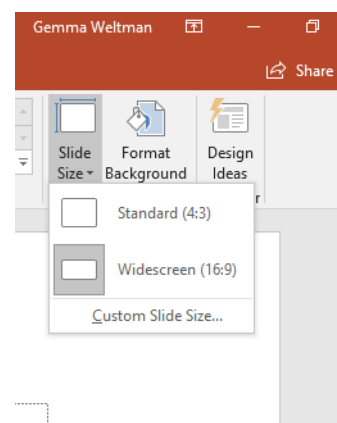 Gemma Weltman
Share
Slide Size
Format Background
Design Ideas
r
Standard (4:3)
Widescreen (16:9)
Custom Slide Size...